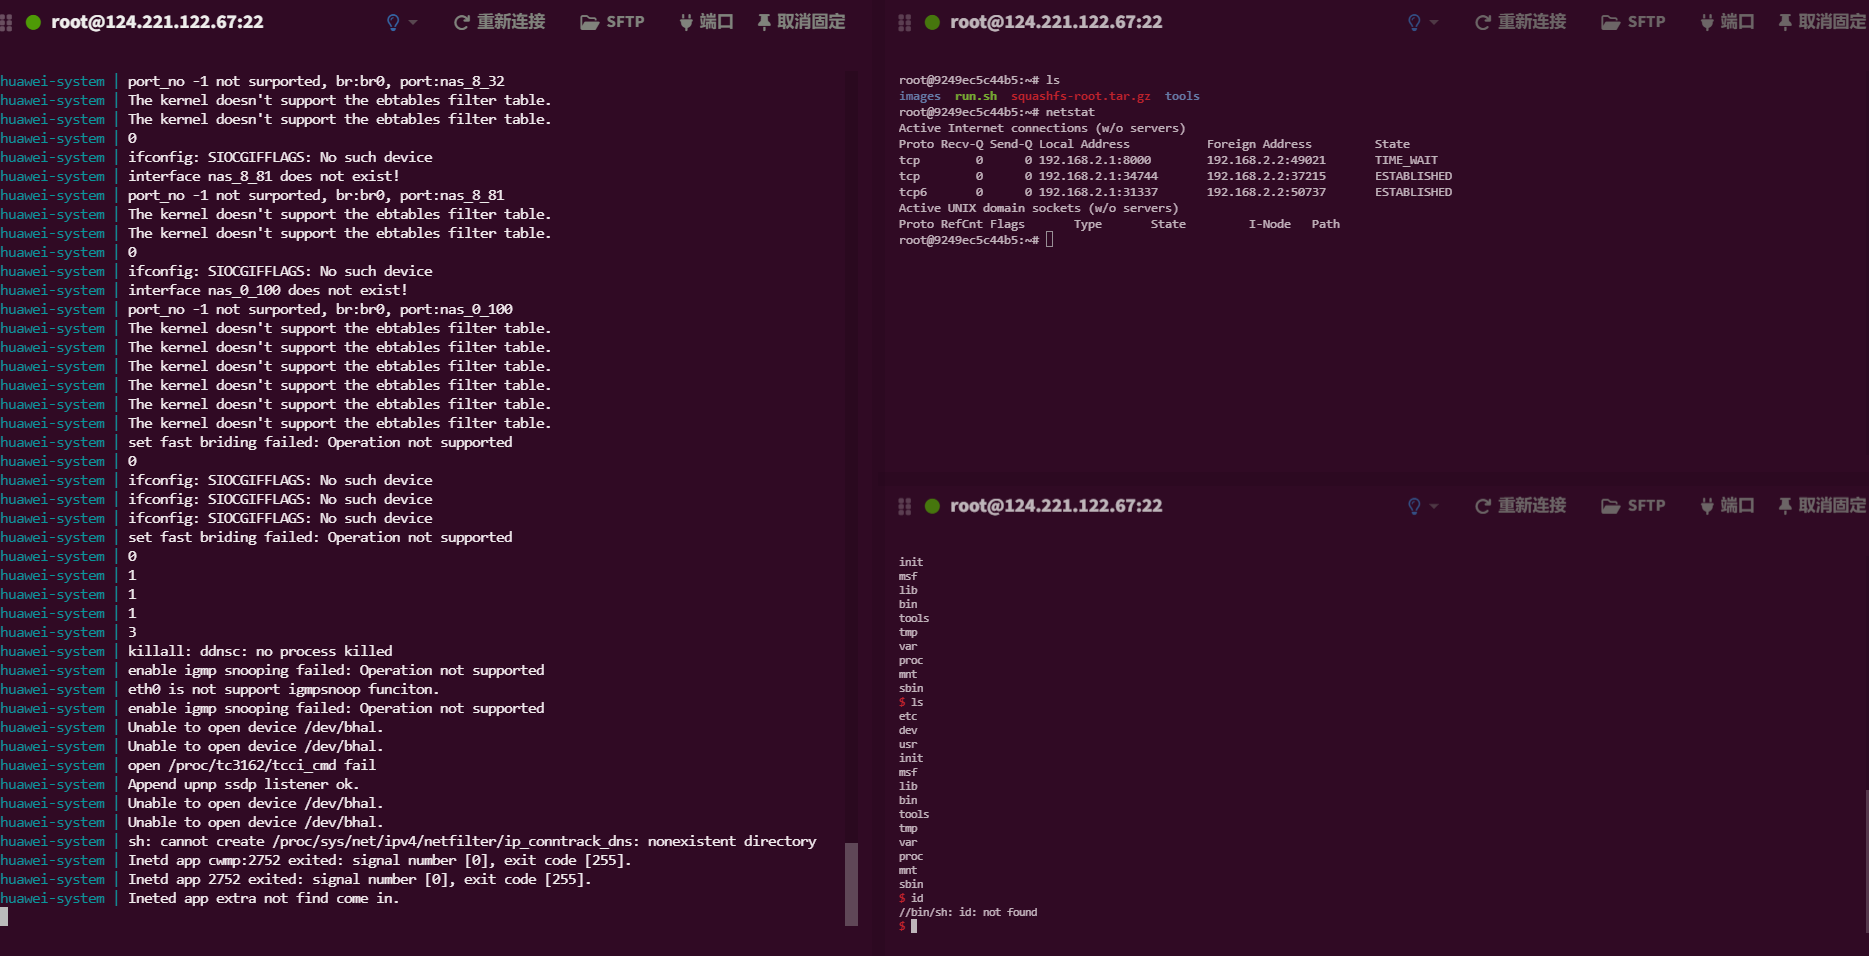 root@124.221.122.67:22 重新连接 SFTP 端口 取消固定
huawei-system | port_no -1 not surported, br:br0, port:nas_8_32
huawei-system | The kernel doesn't support the ebtables filter table.
huawei-system | The kernel doesn't support the ebtables filter table.
huawei-system | 0
huawei-system | ifconfig: SIOCGIFFLAGS: No such device
huawei-system | interface nas_8_81 does not exist!
huawei-system | port_no -1 not surported, br:br0, port:nas_8_81
huawei-system | The kernel doesn't support the ebtables filter table.
huawei-system | The kernel doesn't support the ebtables filter table.
huawei-system | 0
huawei-system | ifconfig: SIOCGIFFLAGS: No such device
huawei-system | interface nas_0_100 does not exist!
huawei-system | port_no -1 not surported, br:br0, port:nas_0_100
huawei-system | The kernel doesn't support the ebtables filter table.
huawei-system | The kernel doesn't support the ebtables filter table.
huawei-system | The kernel doesn't support the ebtables filter table.
huawei-system | The kernel doesn't support the ebtables filter table.
huawei-system | The kernel doesn't support the ebtables filter table.
huawei-system | The kernel doesn't support the ebtables filter table.
huawei-system | set fast briding failed: Operation not supported
huawei-system | 0
huawei-system | ifconfig: SIOCGIFFLAGS: No such device
huawei-system | ifconfig: SIOCGIFFLAGS: No such device
huawei-system | ifconfig: SIOCGIFFLAGS: No such device
huawei-system | set fast briding failed: Operation not supported
huawei-system | 0
huawei-system | 1
huawei-system | 1
huawei-system | 1
huawei-system | 3
huawei-system | killall: ddnsc: no process killed
huawei-system | enable igmp snooping failed: Operation not supported
huawei-system | eth0 is not support igmpsnoop funciton.
huawei-system | enable igmp snooping failed: Operation not supported
huawei-system | Unable to open device /dev/bhal.
huawei-system | Unable to open device /dev/bhal.
huawei-system | open /proc/tc3162/tcci_cmd fail
huawei-system | Append upnp ssdp listener ok.
huawei-system | Unable to open device /dev/bhal.
huawei-system | Unable to open device /dev/bhal.
huawei-system | sh: cannot create /proc/sys/net/ipv4/netfilter/ip_conntrack_dns: nonexistent directory
huawei-system | Inetd app cwmp:2752 exited: signal number [0], exit code [255].
huawei-system | Inetd app 2752 exited: signal number [0], exit code [255].
huawei-system | Ineted app extra not find come in.
root@124.221.122.67:22 重新连接 SFTP 端口 取消固定
root@9249ec5c44b5:~# ls
images run.sh squashfs-root.tar.gz tools
root@9249ec5c44b5:~# netstat
Active Internet connections (w/o servers)
Proto Recv-Q Send-Q Local Address Foreign Address State
tcp 0 0 192.168.2.1:8000 192.168.2.2:49021 TIME_WAIT
tcp 0 0 192.168.2.1:34744 192.168.2.2:37215 ESTABLISHED
tcp6 0 0 192.168.2.1:31337 192.168.2.2:50737 ESTABLISHED
Active UNIX domain sockets (w/o servers)
Proto RefCnt Flags Type State I-Node Path
root@9249ec5c44b5:~#
root@124.221.122.67:22 重新连接 SFTP 端口 取消固定
init
msf
lib
bin
tools
tmp
var
proc
mnt
sbin
$ ls
etc
dev
usr
init
msf
lib
bin
tools
tmp
var
proc
mnt
sbin
$ id
//bin/sh: id: not found
$